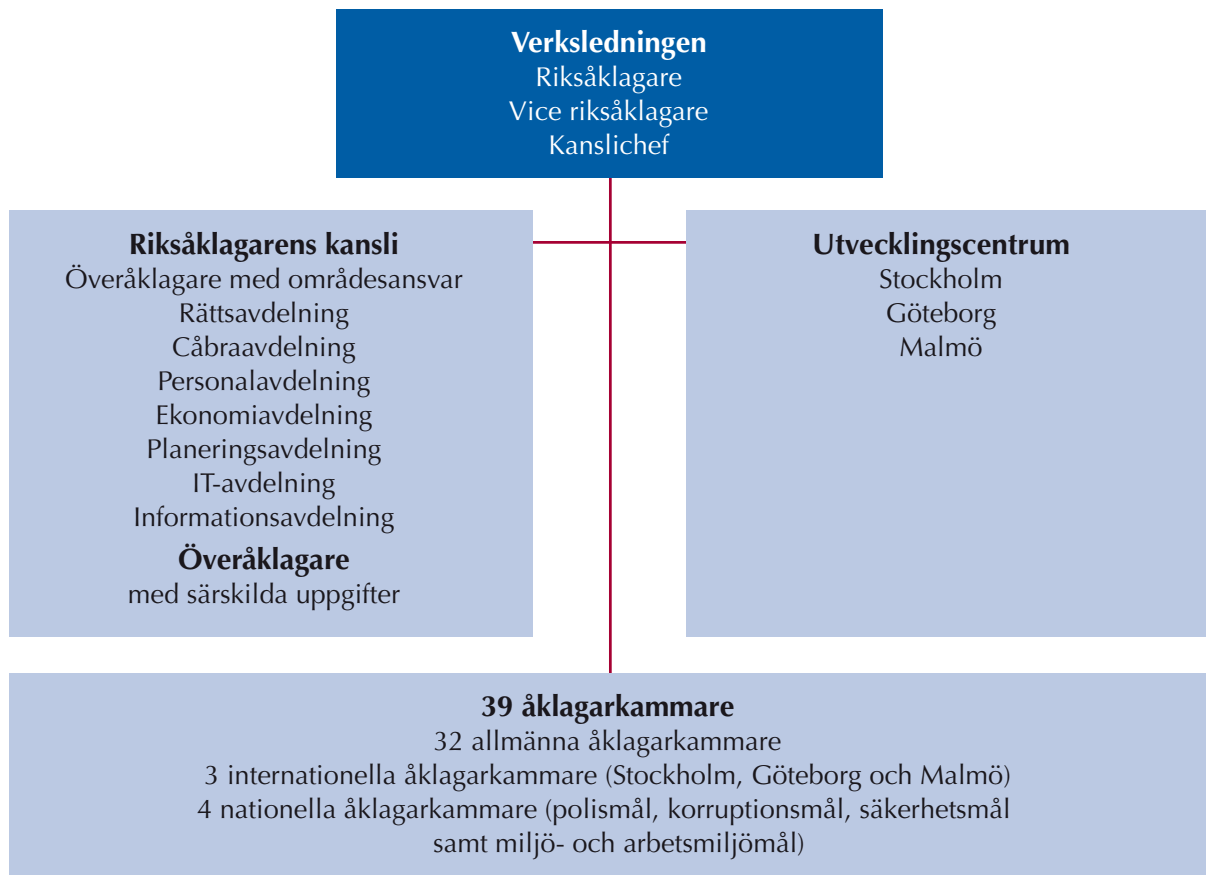 Verksledningen
Riksåklagare
Vice riksåklagare
Kanslichef
Riksåklagarens kansli
Överåklagare med områdesansvar
Rättsavdelning
Cåbraavdelning
Personalavdelning
Ekonomiavdelning
Planeringsavdelning
IT-avdelning
Informationsavdelning
Överåklagare
med särskilda uppgifter
Utvecklingscentrum
Stockholm
Göteborg
Malmö
39 åklagarkammare
32 allmänna åklagarkammare
3 internationella åklagarkammare (Stockholm, Göteborg och Malmö)
4 nationella åklagarkammare (polismål, korruptionsmål, säkerhetsmål
samt miljö- och arbetsmiljömål)